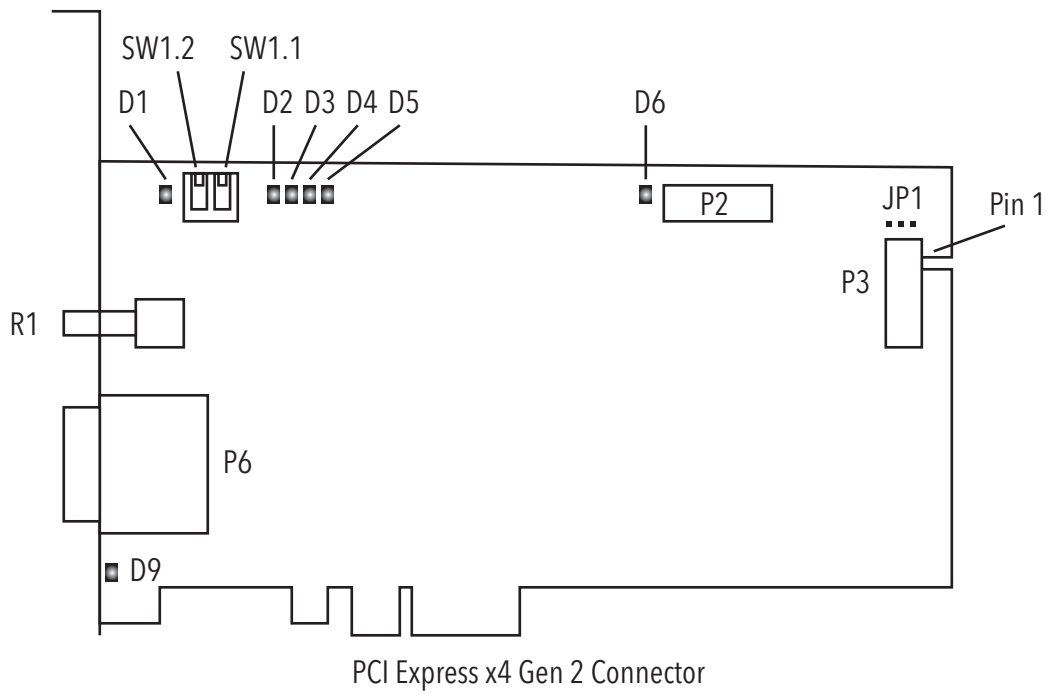 SW1.2 SW1.1
D1 D2 D3 D4 D5 D6
P2 JP1 Pin 1
P3
R1
P6
D9
PCI Express x4 Gen 2 Connector